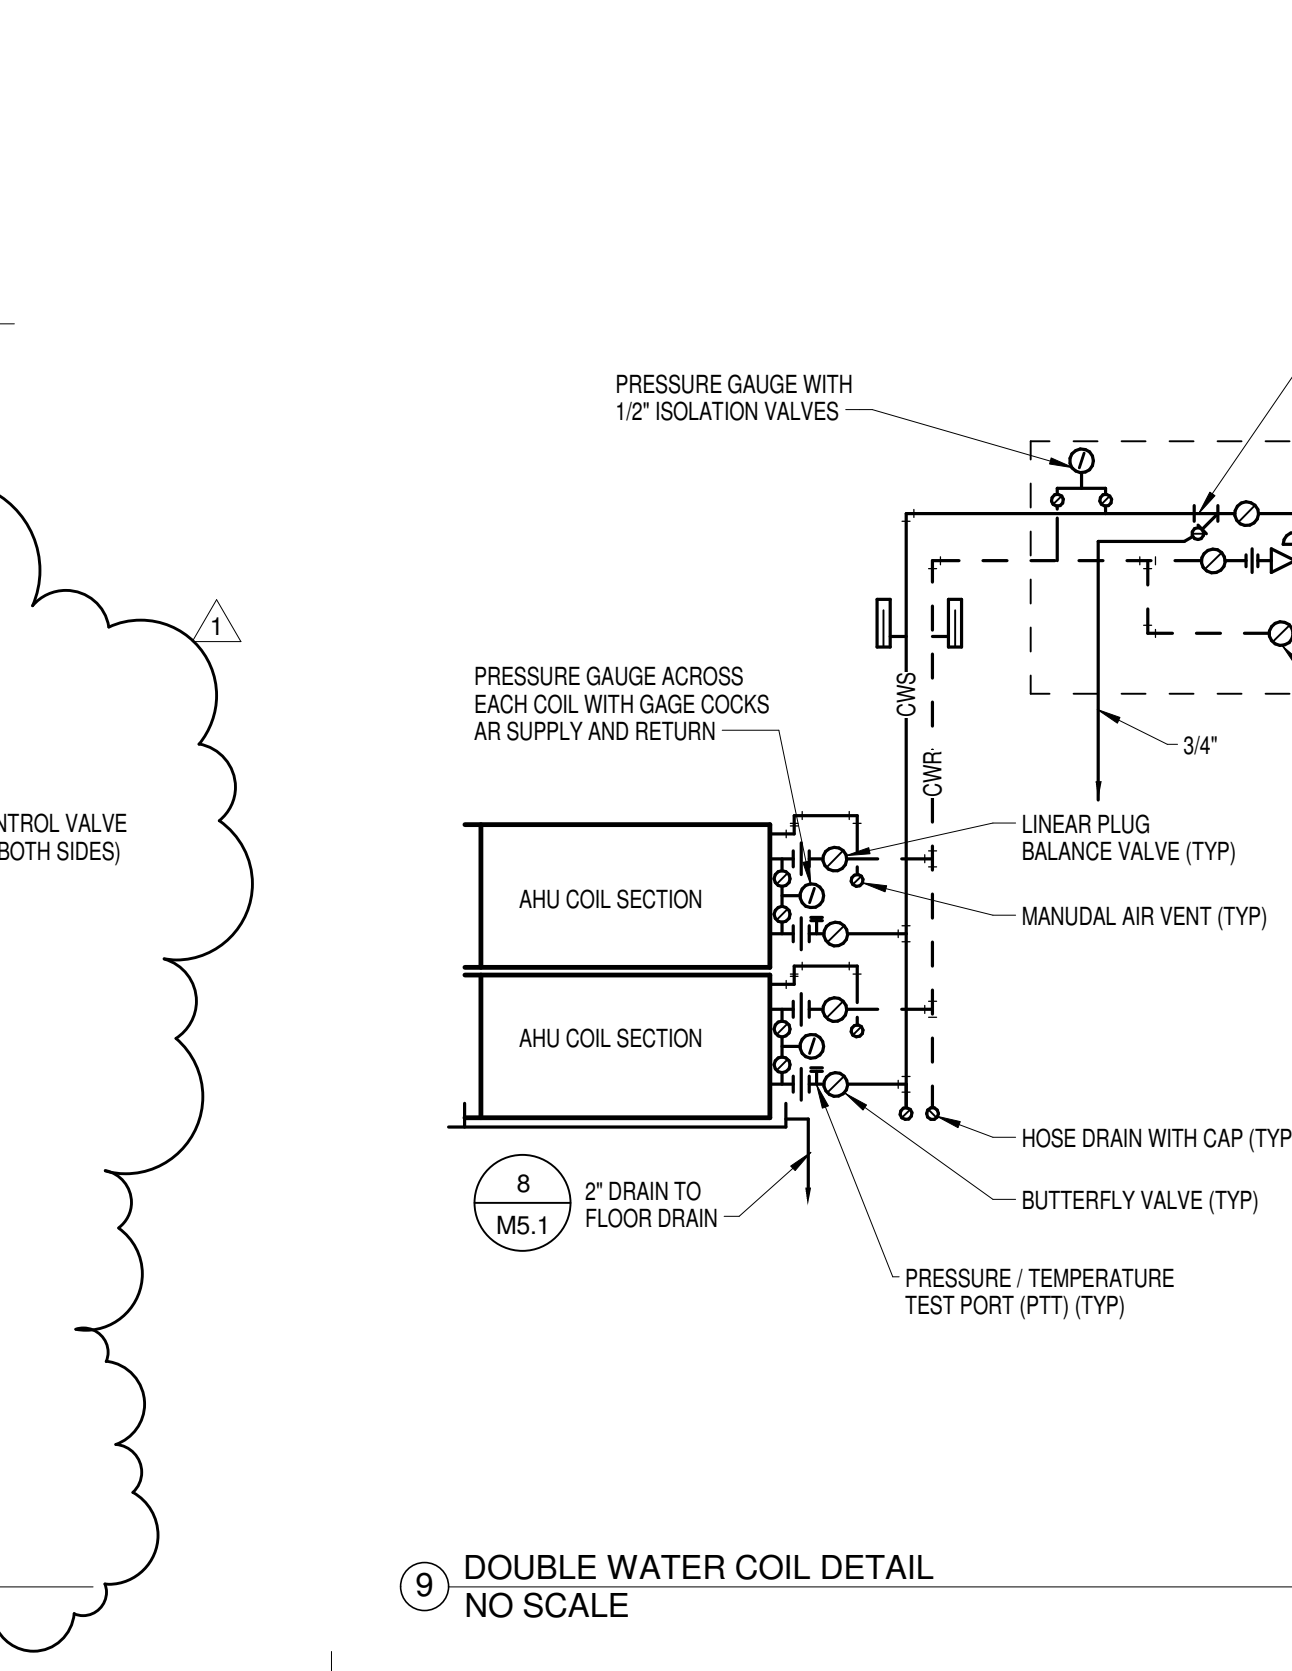 PRESSURE GAUGE WITH
1/2" ISOLATION VALVES
1
PRESSURE GAUGE ACROSS
EACH COIL WITH GAGE COCKS
AR SUPPLY AND RETURN
CWS
CWR
3/4"
NTROL VALVE
BOTH SIDES)
LINEAR PLUG
BALANCE VALVE (TYP)
AHU COIL SECTION
MANUDAL AIR VENT (TYP)
AHU COIL SECTION
HOSE DRAIN WITH CAP (TYP
8
M5.1
2" DRAIN TO
FLOOR DRAIN
BUTTERFLY VALVE (TYP)
PRESSURE / TEMPERATURE
TEST PORT (PTT) (TYP)
9
DOUBLE WATER COIL DETAIL
NO SCALE